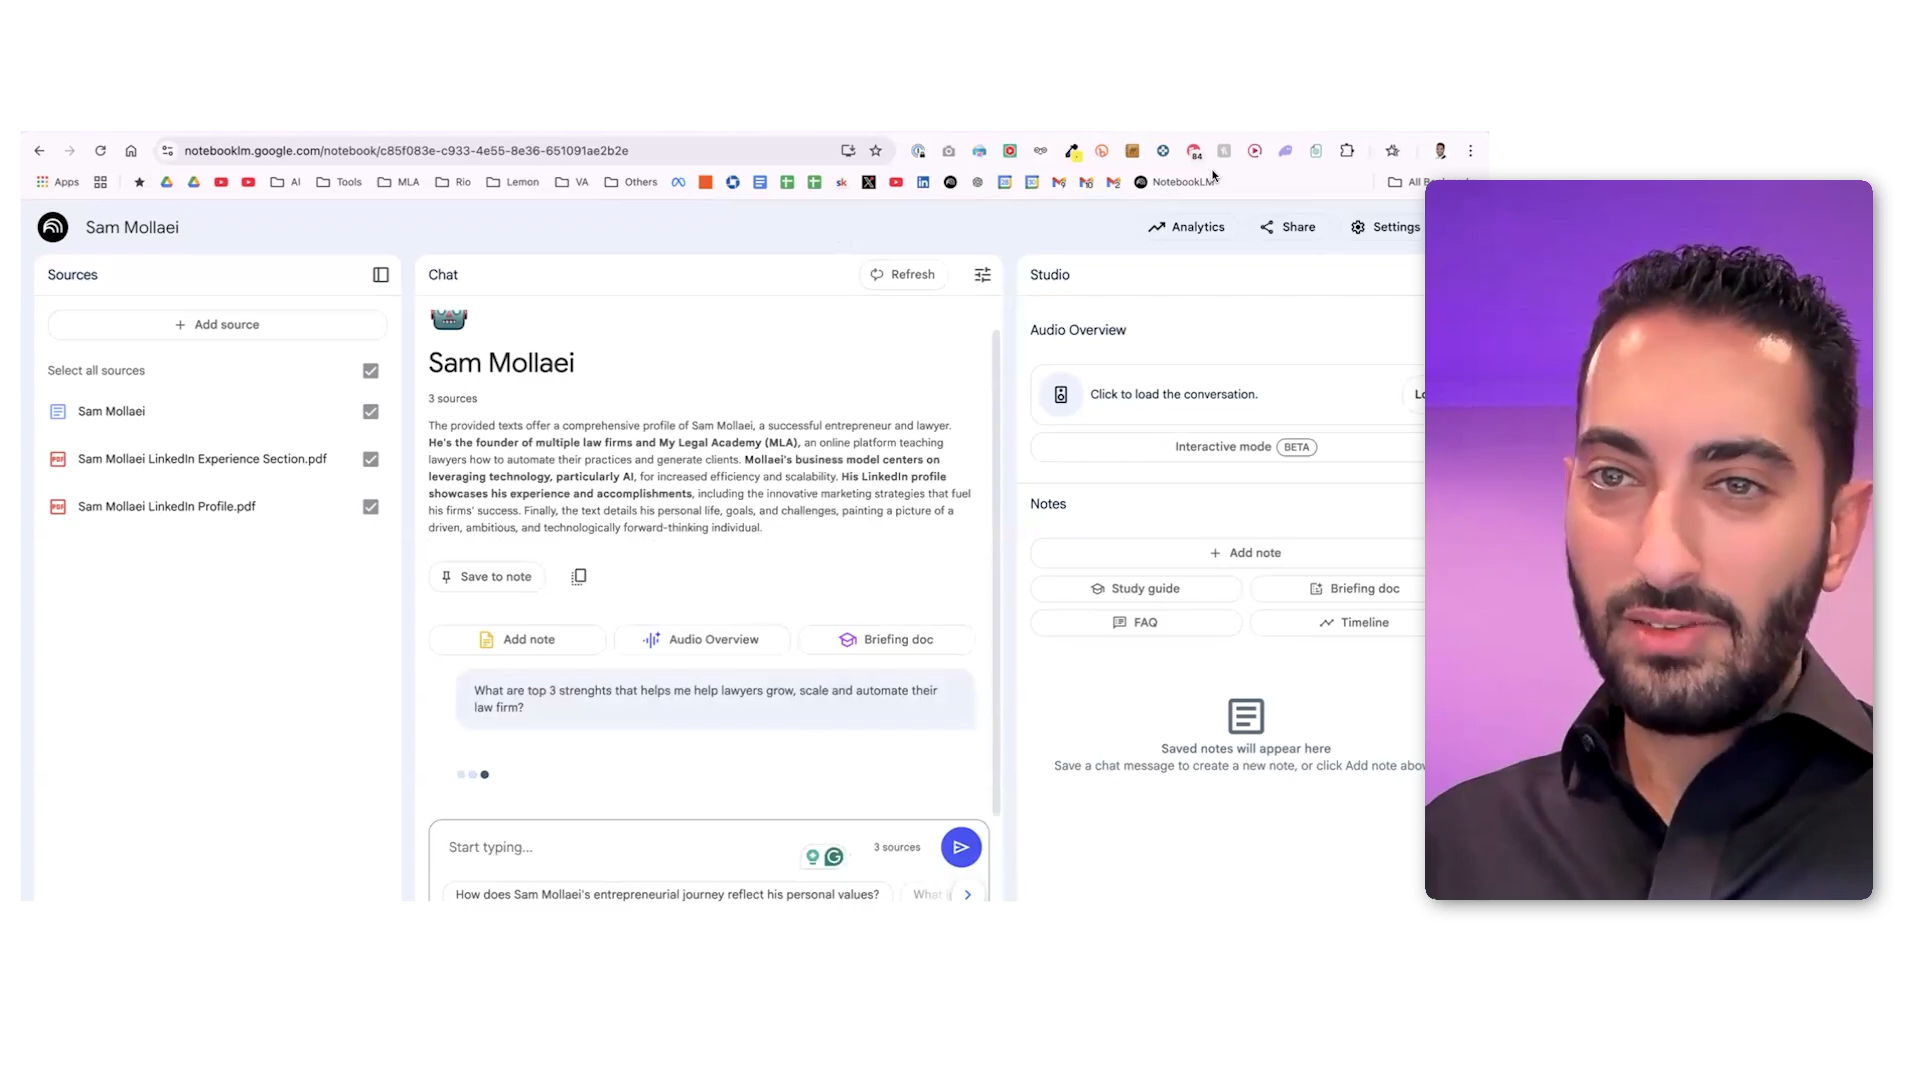 notebooklm.google.com/notebook/c85f083e-c933-4e55-8e36-651091ae2b2e
84
Apps
AI
Tools
MLA
Rio
Lemon
VA
Others
sk
NotebookLM
All
Sam Mollaei
Analytics
Share
Settings
Sources
Add source
Select all sources
Sam Mollaei
PDF Sam Mollaei LinkedIn Experience Section.pdf
PDF Sam Mollaei LinkedIn Profile.pdf
Chat
Refresh
Sam Mollaei
3 sources
The provided texts offer a comprehensive profile of Sam Mollaei, a successful entrepreneur and lawyer.
He's the founder of multiple law firms and My Legal Academy (MLA), an online platform teaching
lawyers how to automate their practices and generate clients. Mollaei's business model centers on
leveraging technology, particularly AI, for increased efficiency and scalability. His LinkedIn profile
showcases his experience and accomplishments, including the innovative marketing strategies that fuel
his firms' success. Finally, the text details his personal life, goals, and challenges, painting a picture of a
driven, ambitious, and technologically forward-thinking individual.
Save to note
Add note
Audio Overview
Briefing doc
What are top 3 strenghts that helps me help lawyers grow, scale and automate their
law firm?
Start typing...
3 sources
How does Sam Mollaei's entrepreneurial journey reflect his personal values?
What
Studio
Audio Overview
Click to load the conversation.
Lo
Interactive mode BETA
Notes
Add note
Study guide
Briefing doc
FAQ
Timeline
Saved notes will appear here
Save a chat message to create a new note, or click Add note abov